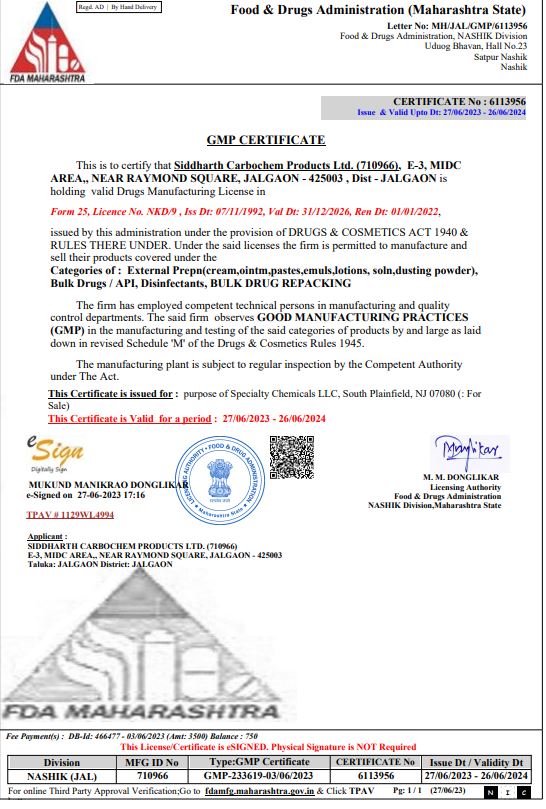 Regd. AD | By Hand Delivery
Food & Drugs Administration (Maharashtra State)
Letter No: MH/JAL/GMP/6113956
Food & Drugs Administration, NASHIK Division
Uduog Bhavan, Hall No.23
Satpur Nashik
Nashik
FDA MAHARASHTRA
CERTIFICATE No : 6113956
Issue & Valid Upto Dt: 27/06/2023 - 26/06/2024
GMP CERTIFICATE
This is to certify that Siddharth Carbochem Products Ltd. (710966), E-3, MIDC
AREA,, NEAR RAYMOND SQUARE, JALGAON - 425003 , Dist - JALGAON is
holding valid Drugs Manufacturing License in
Form 25, Licence No. NKD/9 , Iss Dt: 07/11/1992, Val Dt: 31/12/2026, Ren Dt: 01/01/2022,
issued by this administration under the provision of DRUGS & COSMETICS ACT 1940 &
RULES THERE UNDER. Under the said licenses the firm is permitted to manufacture and
sell their products covered under the
Categories of : External Prepn(cream,ointm,pastes,emuls,lotions, soln,dusting powder),
Bulk Drugs / API, Disinfectants, BULK DRUG REPACKING
The firm has employed competent technical persons in manufacturing and quality
control departments. The said firm observes GOOD MANUFACTURING PRACTICES
(GMP) in the manufacturing and testing of the said categories of products by and large as laid
down in revised Schedule 'M' of the Drugs & Cosmetics Rules 1945.
The manufacturing plant is subject to regular inspection by the Competent Authority
under The Act.
This Certificate is issued for : purpose of Specialty Chemicals LLC, South Plainfield, NJ 07080 (: For
Sale)
This Certificate is Valid for a period : 27/06/2023 - 26/06/2024
eSign
Digitally Sign
MUKUND MANIKRAO DONGLIKAR
e-Signed on 27-06-2023 17:16
TPAV # 1129WL4994
LICENSING AUTHORITY • FOOD & DRUG ADMINISTRATION
Maharashtra State
M. M. DONGLIKAR
Licensing Authority
Food & Drugs Administration
NASHIK Division,Maharashtra State
Applicant :
SIDDHARTH CARBOCHEM PRODUCTS LTD. (710966)
E-3, MIDC AREA,, NEAR RAYMOND SQUARE, JALGAON - 425003
Taluka: JALGAON District: JALGAON
FDA MAHARASHTRA
Fee Payment(s) : DB-Id: 466477 - 03/06/2023 (Amt: 3500) Balance : 750
This License/Certificate is eSIGNED. Physical Signature is NOT Required
Division MFG ID No Type:GMP Certificate CERTIFICATE No Issue Dt / Validity Dt
NASHIK (JAL) 710966 GMP-233619-03/06/2023 6113956 27/06/2023 - 26/06/2024
For online Third Party Approval Verification;Go to fdamfg.maharashtra.gov.in & Click TPAV Pg: 1 / 1 (27/06/23) N I C